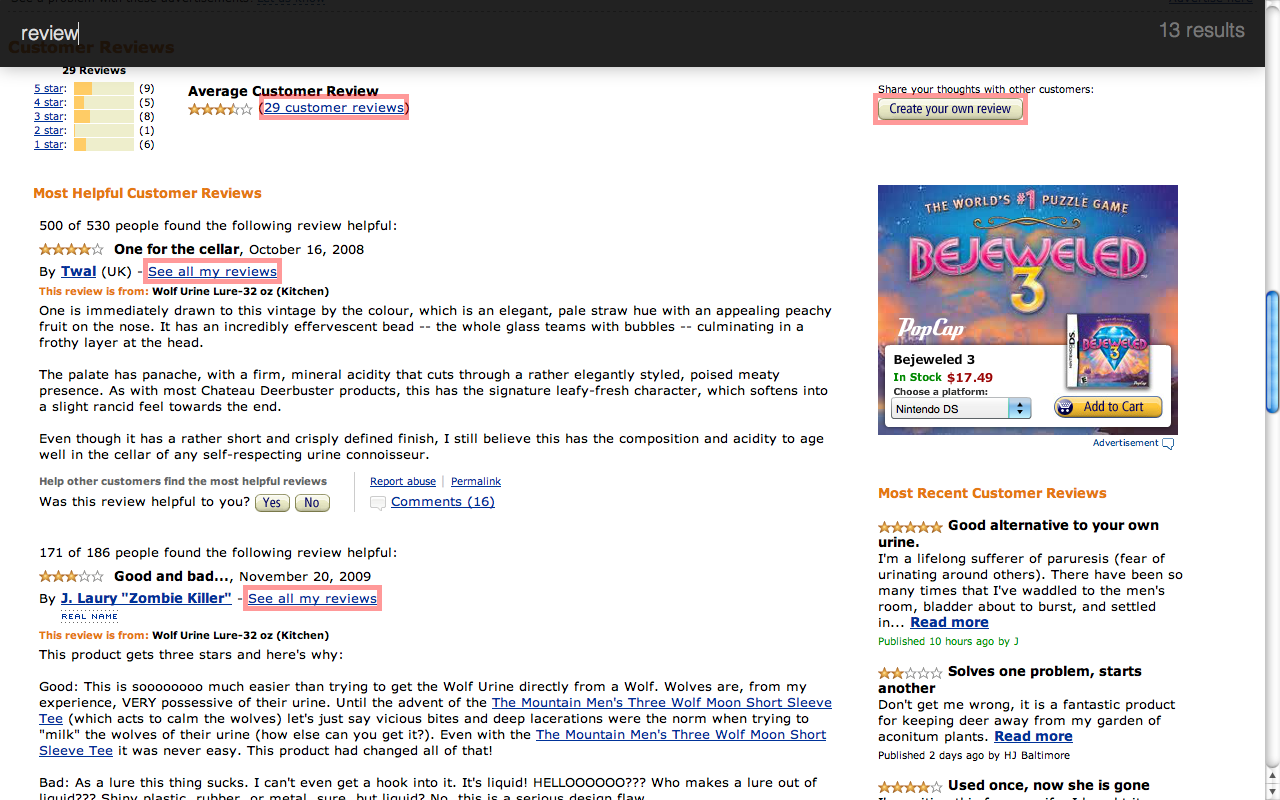 review
13 results
Customer Reviews
29 Reviews
5 star: (9)
4 star: (5)
3 star: (8)
2 star: (1)
1 star: (6)
Average Customer Review
(29 customer reviews)
Share your thoughts with other customers:
Create your own review
Most Helpful Customer Reviews
500 of 530 people found the following review helpful:
One for the cellar, October 16, 2008
By Twal (UK) - See all my reviews
This review is from: Wolf Urine Lure-32 oz (Kitchen)
One is immediately drawn to this vintage by the colour, which is an elegant, pale straw hue with an appealing peachy
fruit on the nose. It has an incredibly effervescent bead -- the whole glass teams with bubbles -- culminating in a
frothy layer at the head.
The palate has panache, with a firm, mineral acidity that cuts through a rather elegantly styled, poised meaty
presence. As with most Chateau Deerbuster products, this has the signature leafy-fresh character, which softens into
a slight rancid feel towards the end.
Even though it has a rather short and crisply defined finish, I still believe this has the composition and acidity to age
well in the cellar of any self-respecting urine connoisseur.
Help other customers find the most helpful reviews
Was this review helpful to you? Yes No
Report abuse | Permalink
Comments (16)
171 of 186 people found the following review helpful:
Good and bad..., November 20, 2009
By J. Laury "Zombie Killer" - See all my reviews
REAL NAME
This review is from: Wolf Urine Lure-32 oz (Kitchen)
This product gets three stars and here's why:
Good: This is soooooooo much easier than trying to get the Wolf Urine directly from a Wolf. Wolves are, from my
experience, VERY possessive of their urine. Until the advent of the The Mountain Men's Three Wolf Moon Short Sleeve
Tee (which acts to calm the wolves) let's just say vicious bites and deep lacerations were the norm when trying to
"milk" the wolves of their urine (how else can you get it?). Even with the The Mountain Men's Three Wolf Moon Short
Sleeve Tee it was never easy. This product had changed all of that!
Bad: As a lure this thing sucks. I can't even get a hook into it. It's liquid! HELLOOOOOO??? Who makes a lure out of
liquid??? Shiny plastic, rubber, or metal, sure, but liquid? No, this is a serious design flaw.
THE WORLD'S #1 PUZZLE GAME
BEJEWELED
3
PopCap
Bejeweled 3
In Stock $17.49
Choose a platform:
Nintendo DS
Add to Cart
Advertisement
Most Recent Customer Reviews
Good alternative to your own
urine.
I'm a lifelong sufferer of paruresis (fear of
urinating around others). There have been so
many times that I've waddled to the men's
room, bladder about to burst, and settled
in... Read more
Published 10 hours ago by J
Solves one problem, starts
another
Don't get me wrong, it is a fantastic product
for keeping deer away from my garden of
aconitum plants. Read more
Published 2 days ago by HJ Baltimore
Used once, now she is gone